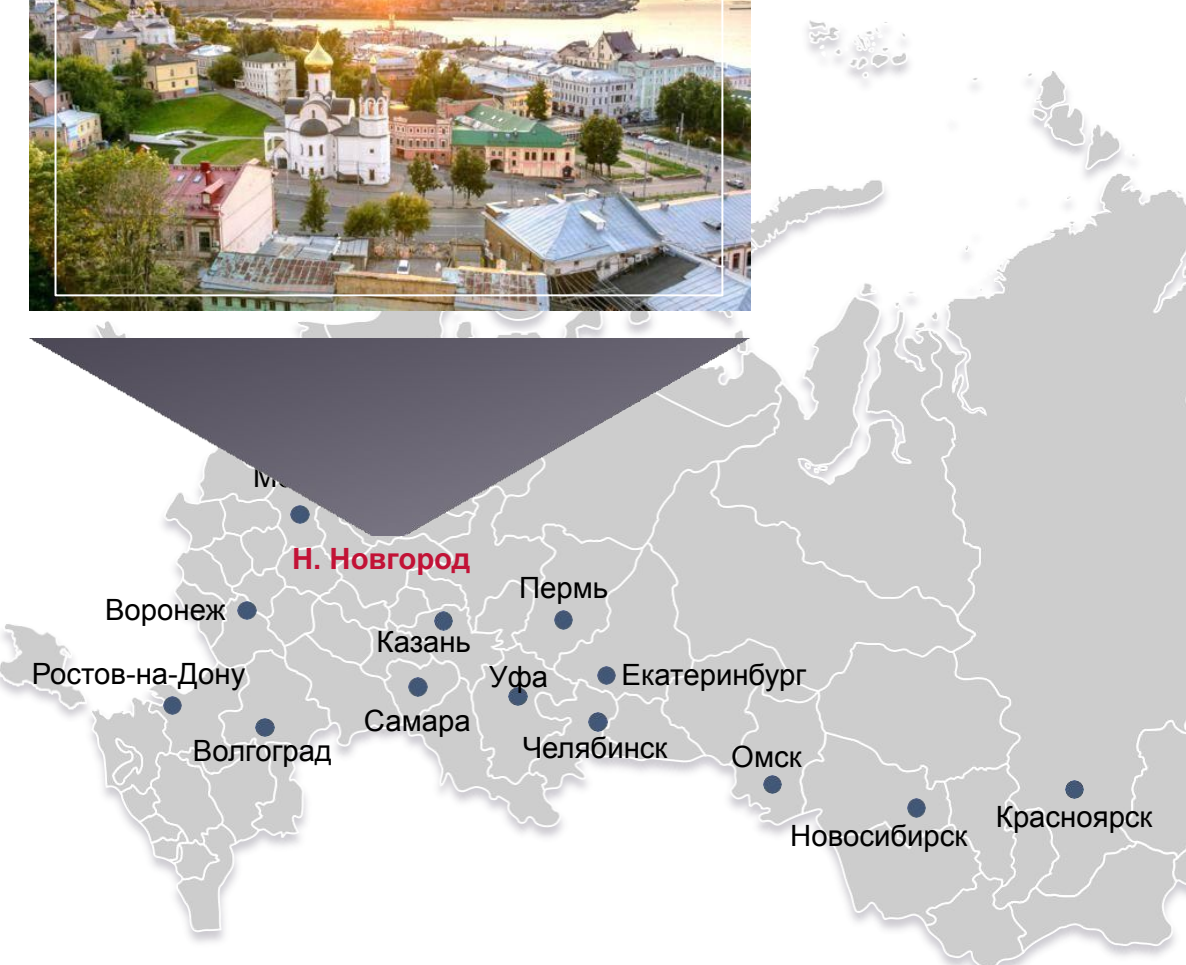 Н. Новгород
Пермь
Воронеж
Казань
Ростов-на-Дону
Уфа
Екатеринбург
Самара
Волгоград
Челябинск
Омск
Красноярск
Новосибирск